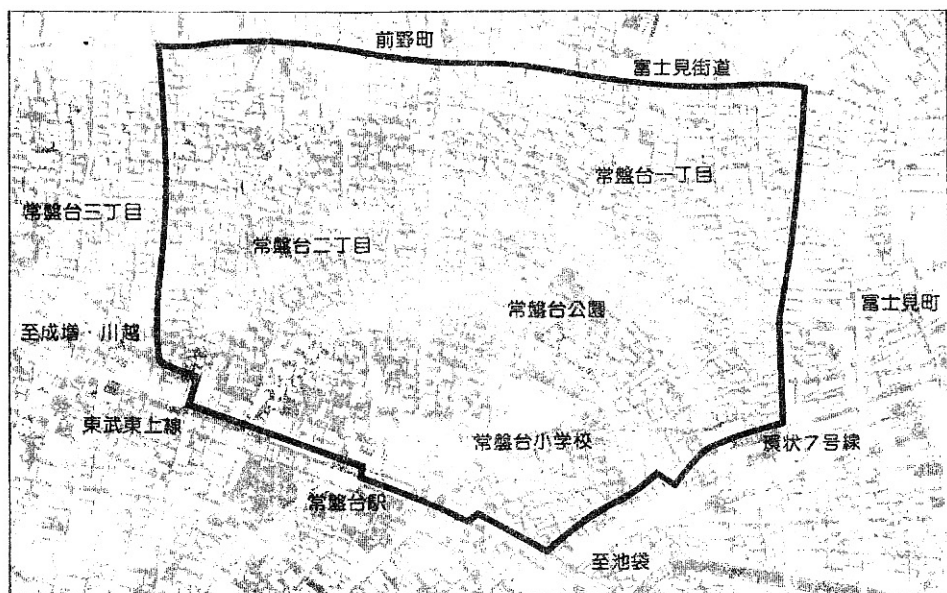 前野町
富士見街道
常盤台一丁目
常盤台三丁目
常盤台二丁目
常盤台公園
富士見町
至成増・川越
東武東上線
常盤台小学校
環状7号線
常盤台駅
至池袋